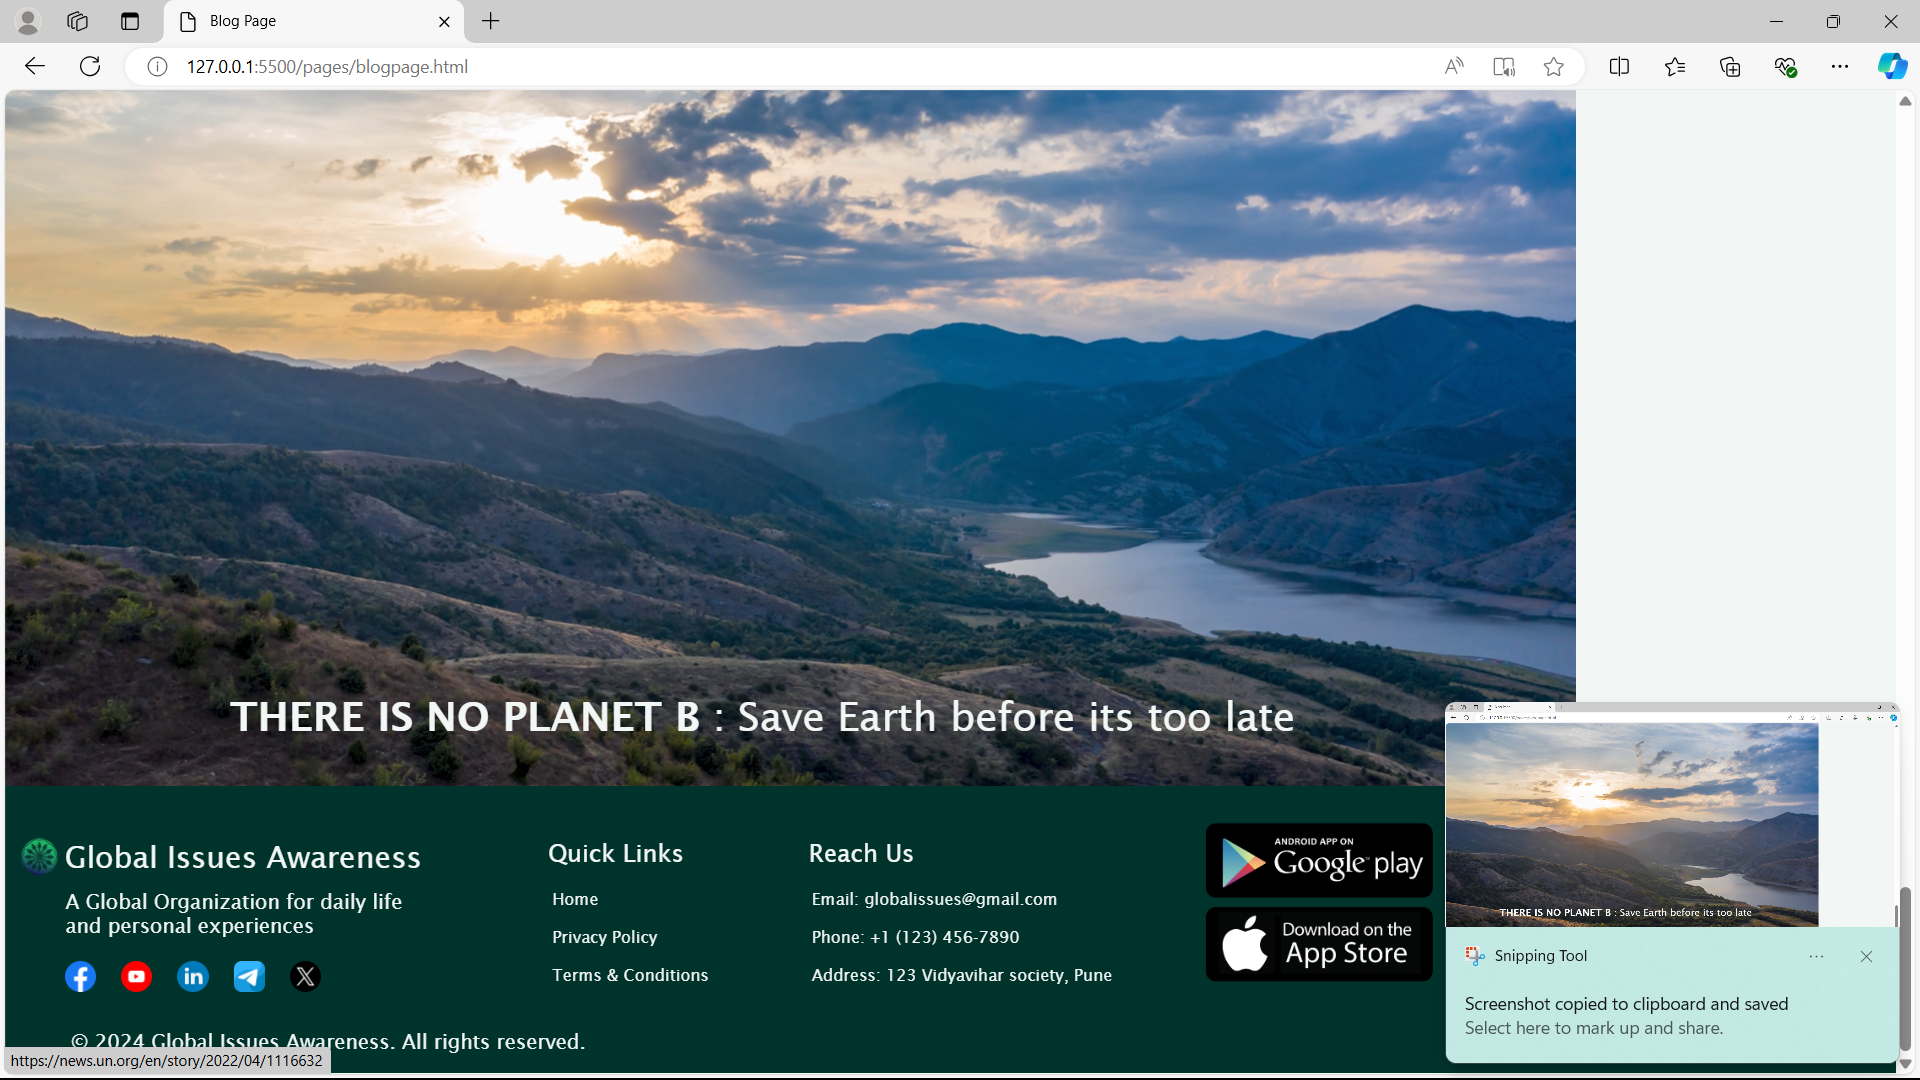 Blog Page
127.0.0.1:5500/pages/blogpage.html
THERE IS NO PLANET B : Save Earth before its too late
Global Issues Awareness
A Global Organization for daily life
and personal experiences
Quick Links
Home
Privacy Policy
Terms & Conditions
Reach Us
Email: globalissues@gmail.com
Phone: +1 (123) 456-7890
Address: 123 Vidyavihar society, Pune
ANDROID APP ON
Google play
Download on the
App Store
© 2024 Global Issues Awareness. All rights reserved.
https://news.un.org/en/story/2022/04/1116632
THERE IS NO PLANET B : Save Earth before its too late
Snipping Tool
Screenshot copied to clipboard and saved
Select here to mark up and share.